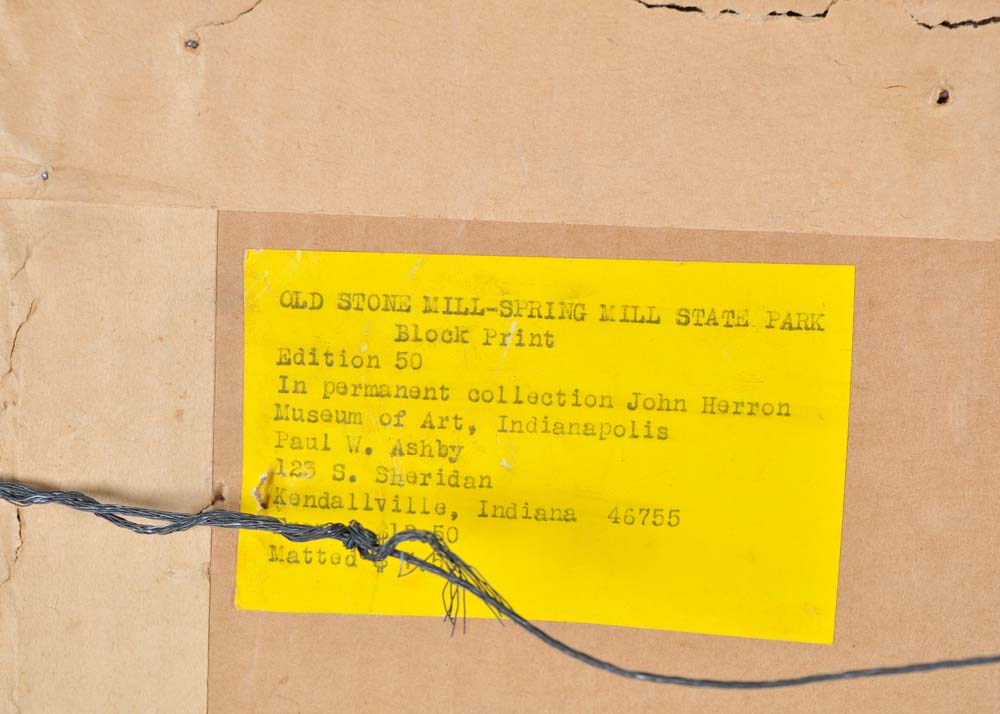 OLD STONE MILL-SPRING MILL STATE PARK
Block Print
Edition 50
In permanent collection John Herron
Museum of Art, Indianapolis
Paul W. Ashby
123 S. Sheridan
Kendallville, Indiana 46755
Matted $